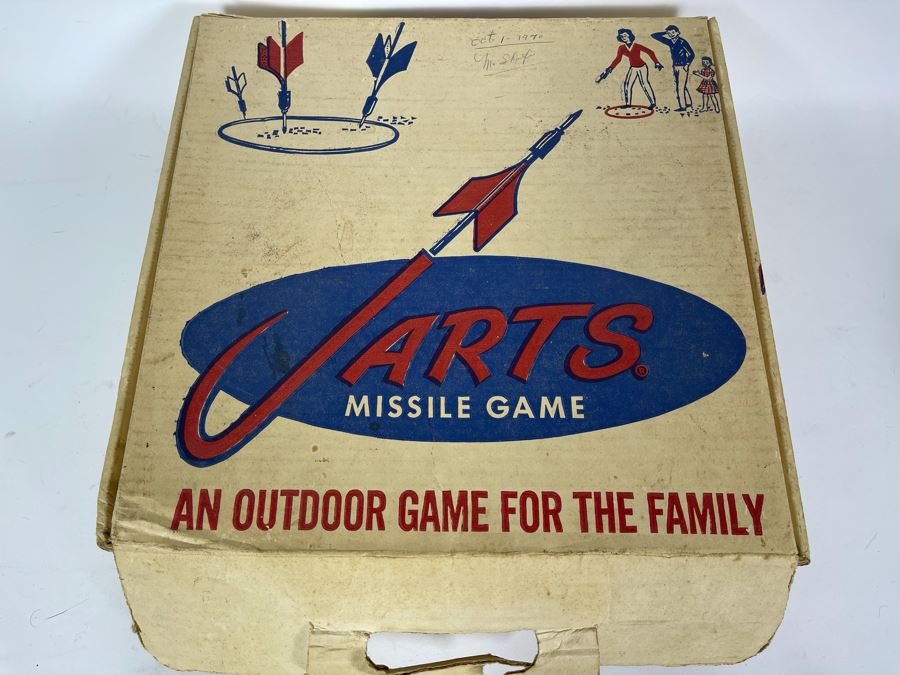 Oct 1 - 1970
JARTS®
MISSILE GAME
AN OUTDOOR GAME FOR THE FAMILY